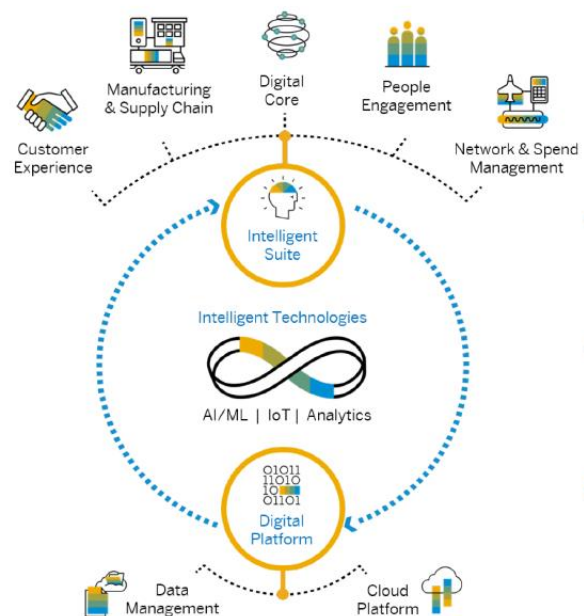 Manufacturing
& Supply Chain
Digital
Core
People
Engagement
Customer
Experience
Network & Spend
Management
Intelligent
Suite
Intelligent Technologies
AI/ML | IoT | Analytics
01011
11010
10
01101
Digital
Platform
Data
Management
Cloud
Platform